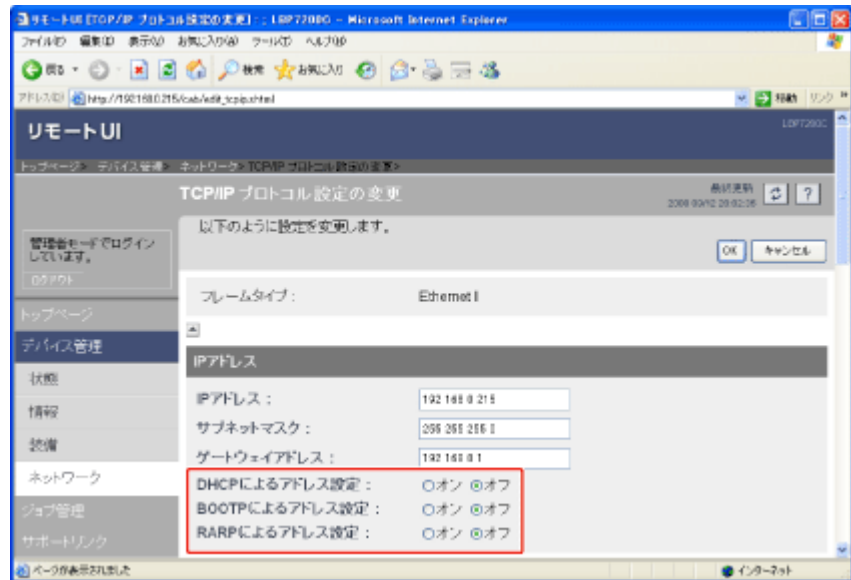 リモートUI [TCP/IP プロトコル設定の変更] : : LBP7200C - Microsoft Internet Explorer
ファイル(F) 編集(E) 表示(V) お気に入り(A) ツール(T) ヘルプ(H)
戻る 検索 お気に入り
アドレス(D) http://192.168.0.215/cab/edit_tcpip.shtml 移動 リンク
リモートUI LBP7200C
トップページ> デバイス管理> ネットワーク> TCP/IP プロトコル設定の変更>
TCP/IP プロトコル設定の変更 最終更新
以下のように設定を変更します。
管理者モードでログインしています。
OK キャンセル
ログアウト
フレームタイプ : Ethernet II
トップページ
デバイス管理
IPアドレス
状態
IPアドレス : 192.168.0.215
情報
サブネットマスク : 255.255.255.0
装備
ゲートウェイアドレス : 192.168.0.1
ネットワーク
DHCPによるアドレス設定 : オン オフ
BOOTPによるアドレス設定 : オン オフ
ジョブ管理
RARPによるアドレス設定 : オン オフ
サポートリンク
ページが表示されました インターネット